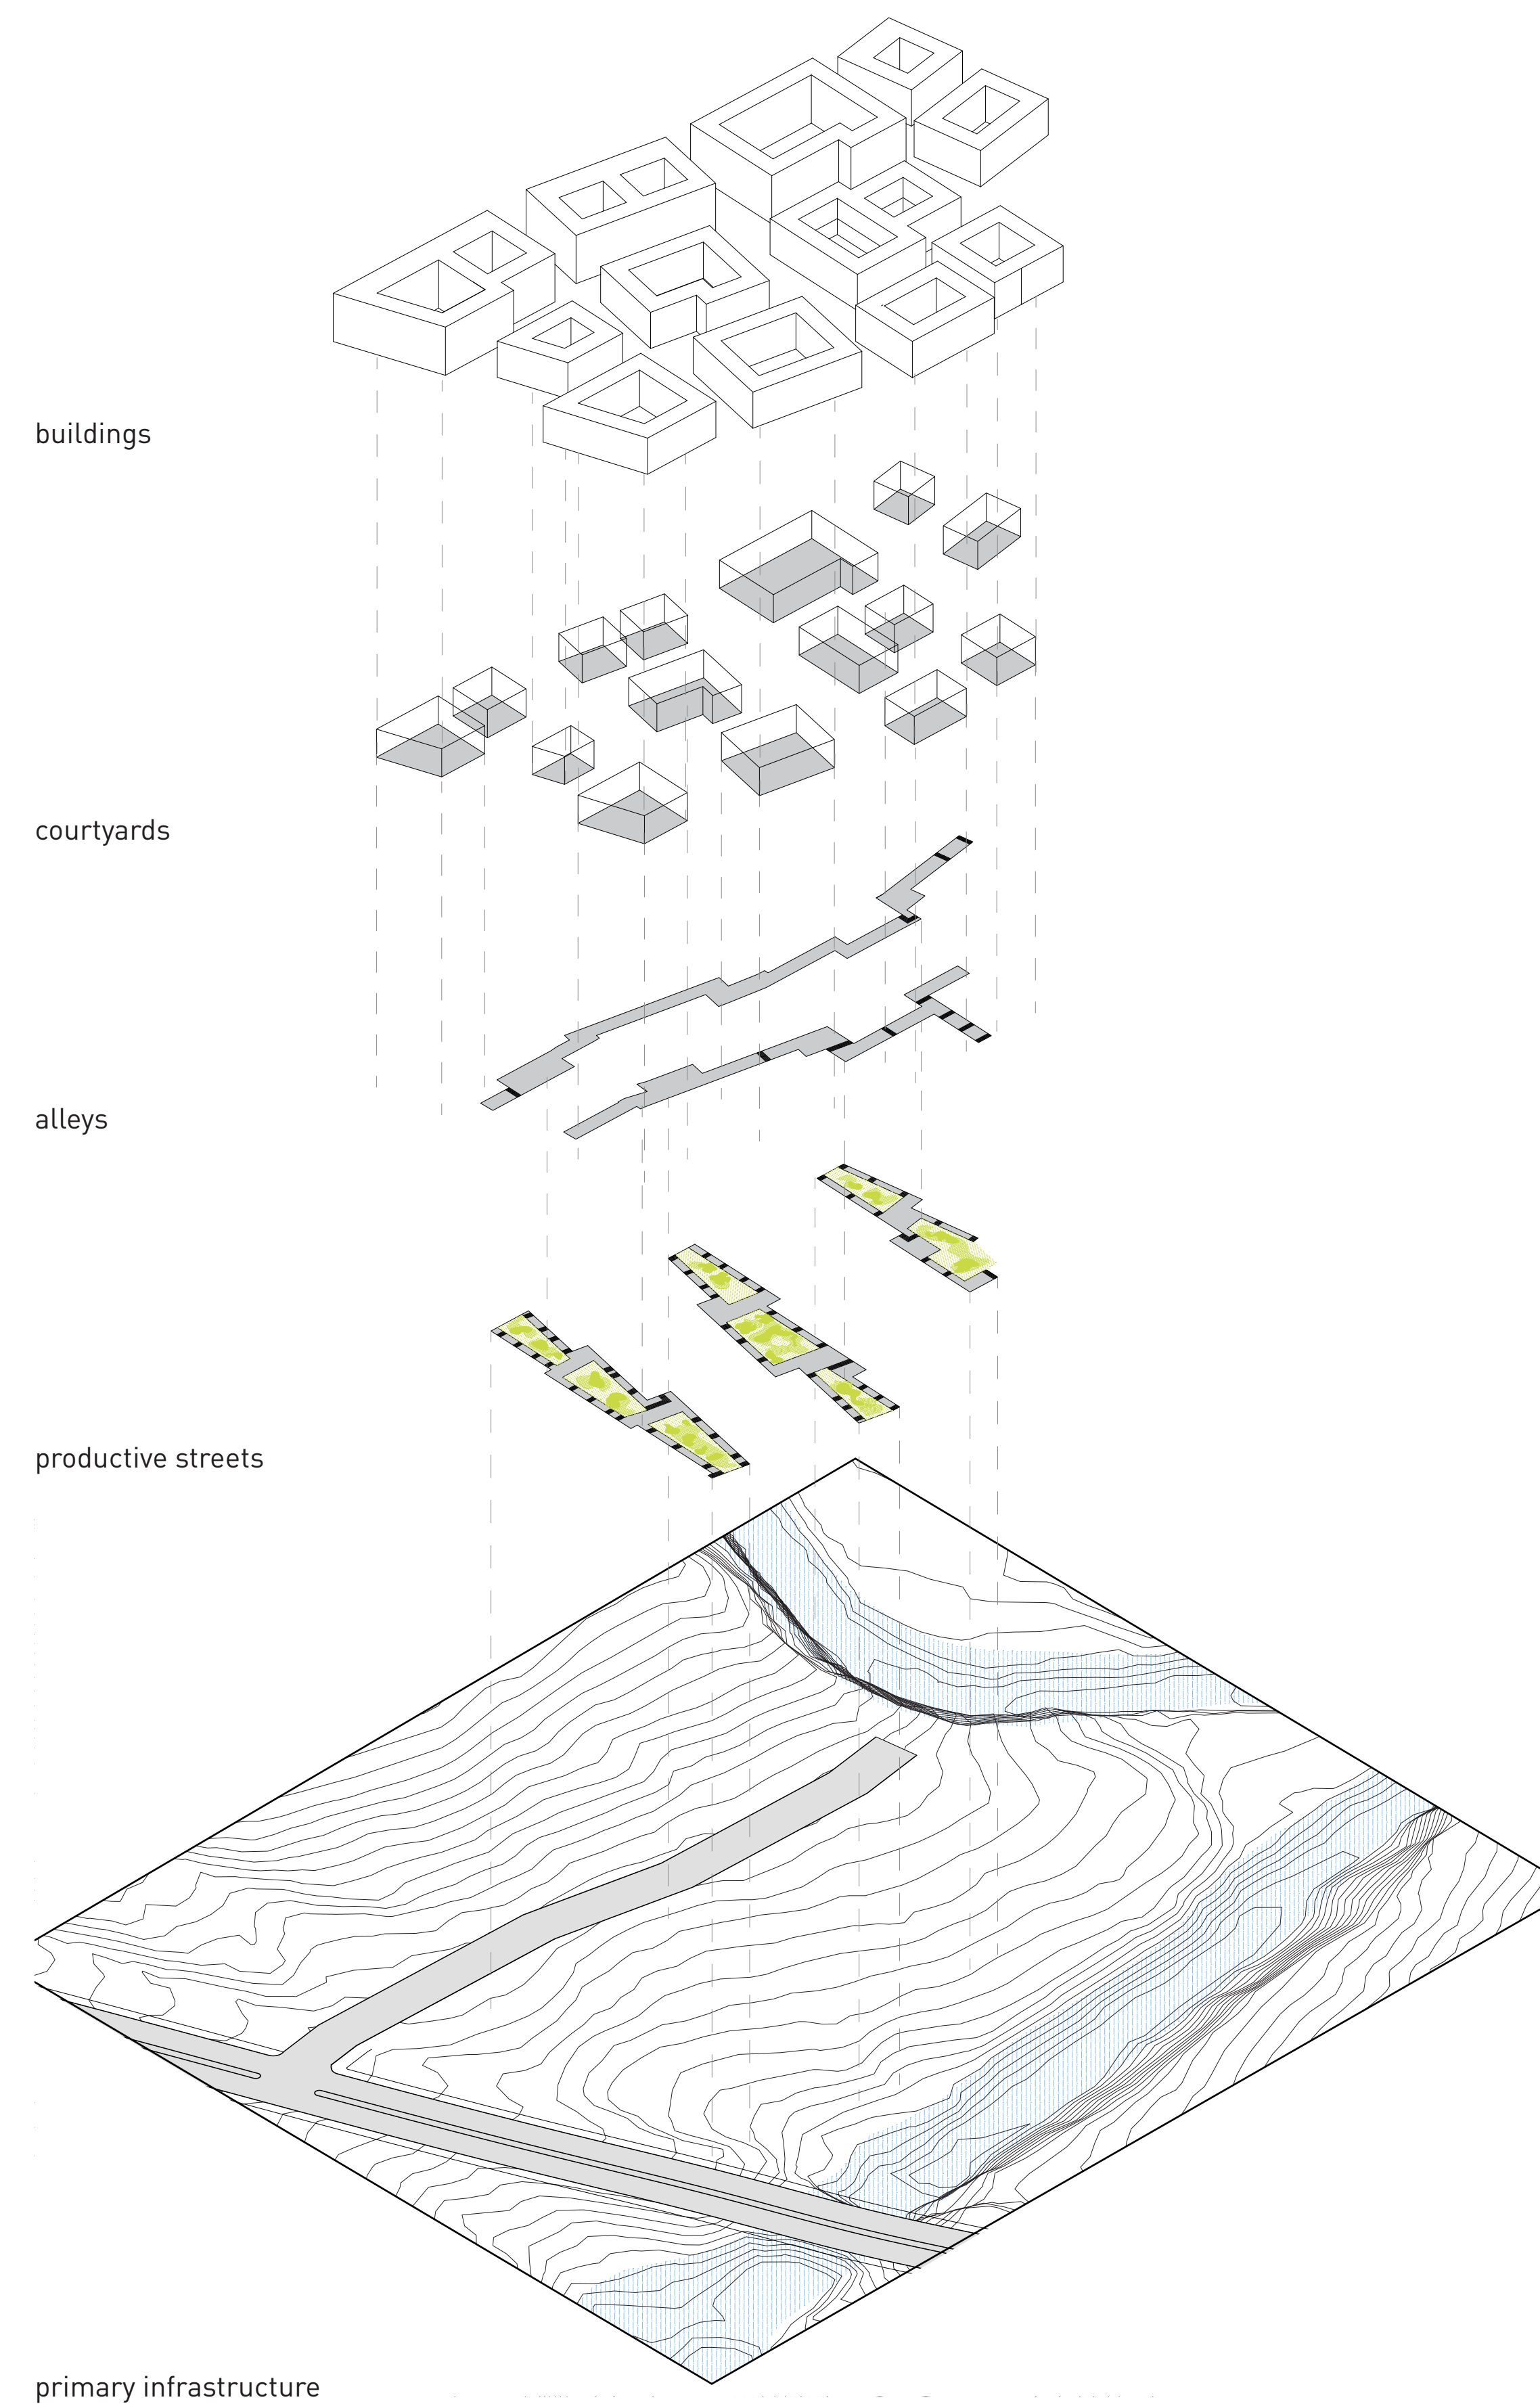 buildings
courtyards
alleys
productive streets
primary infrastructure